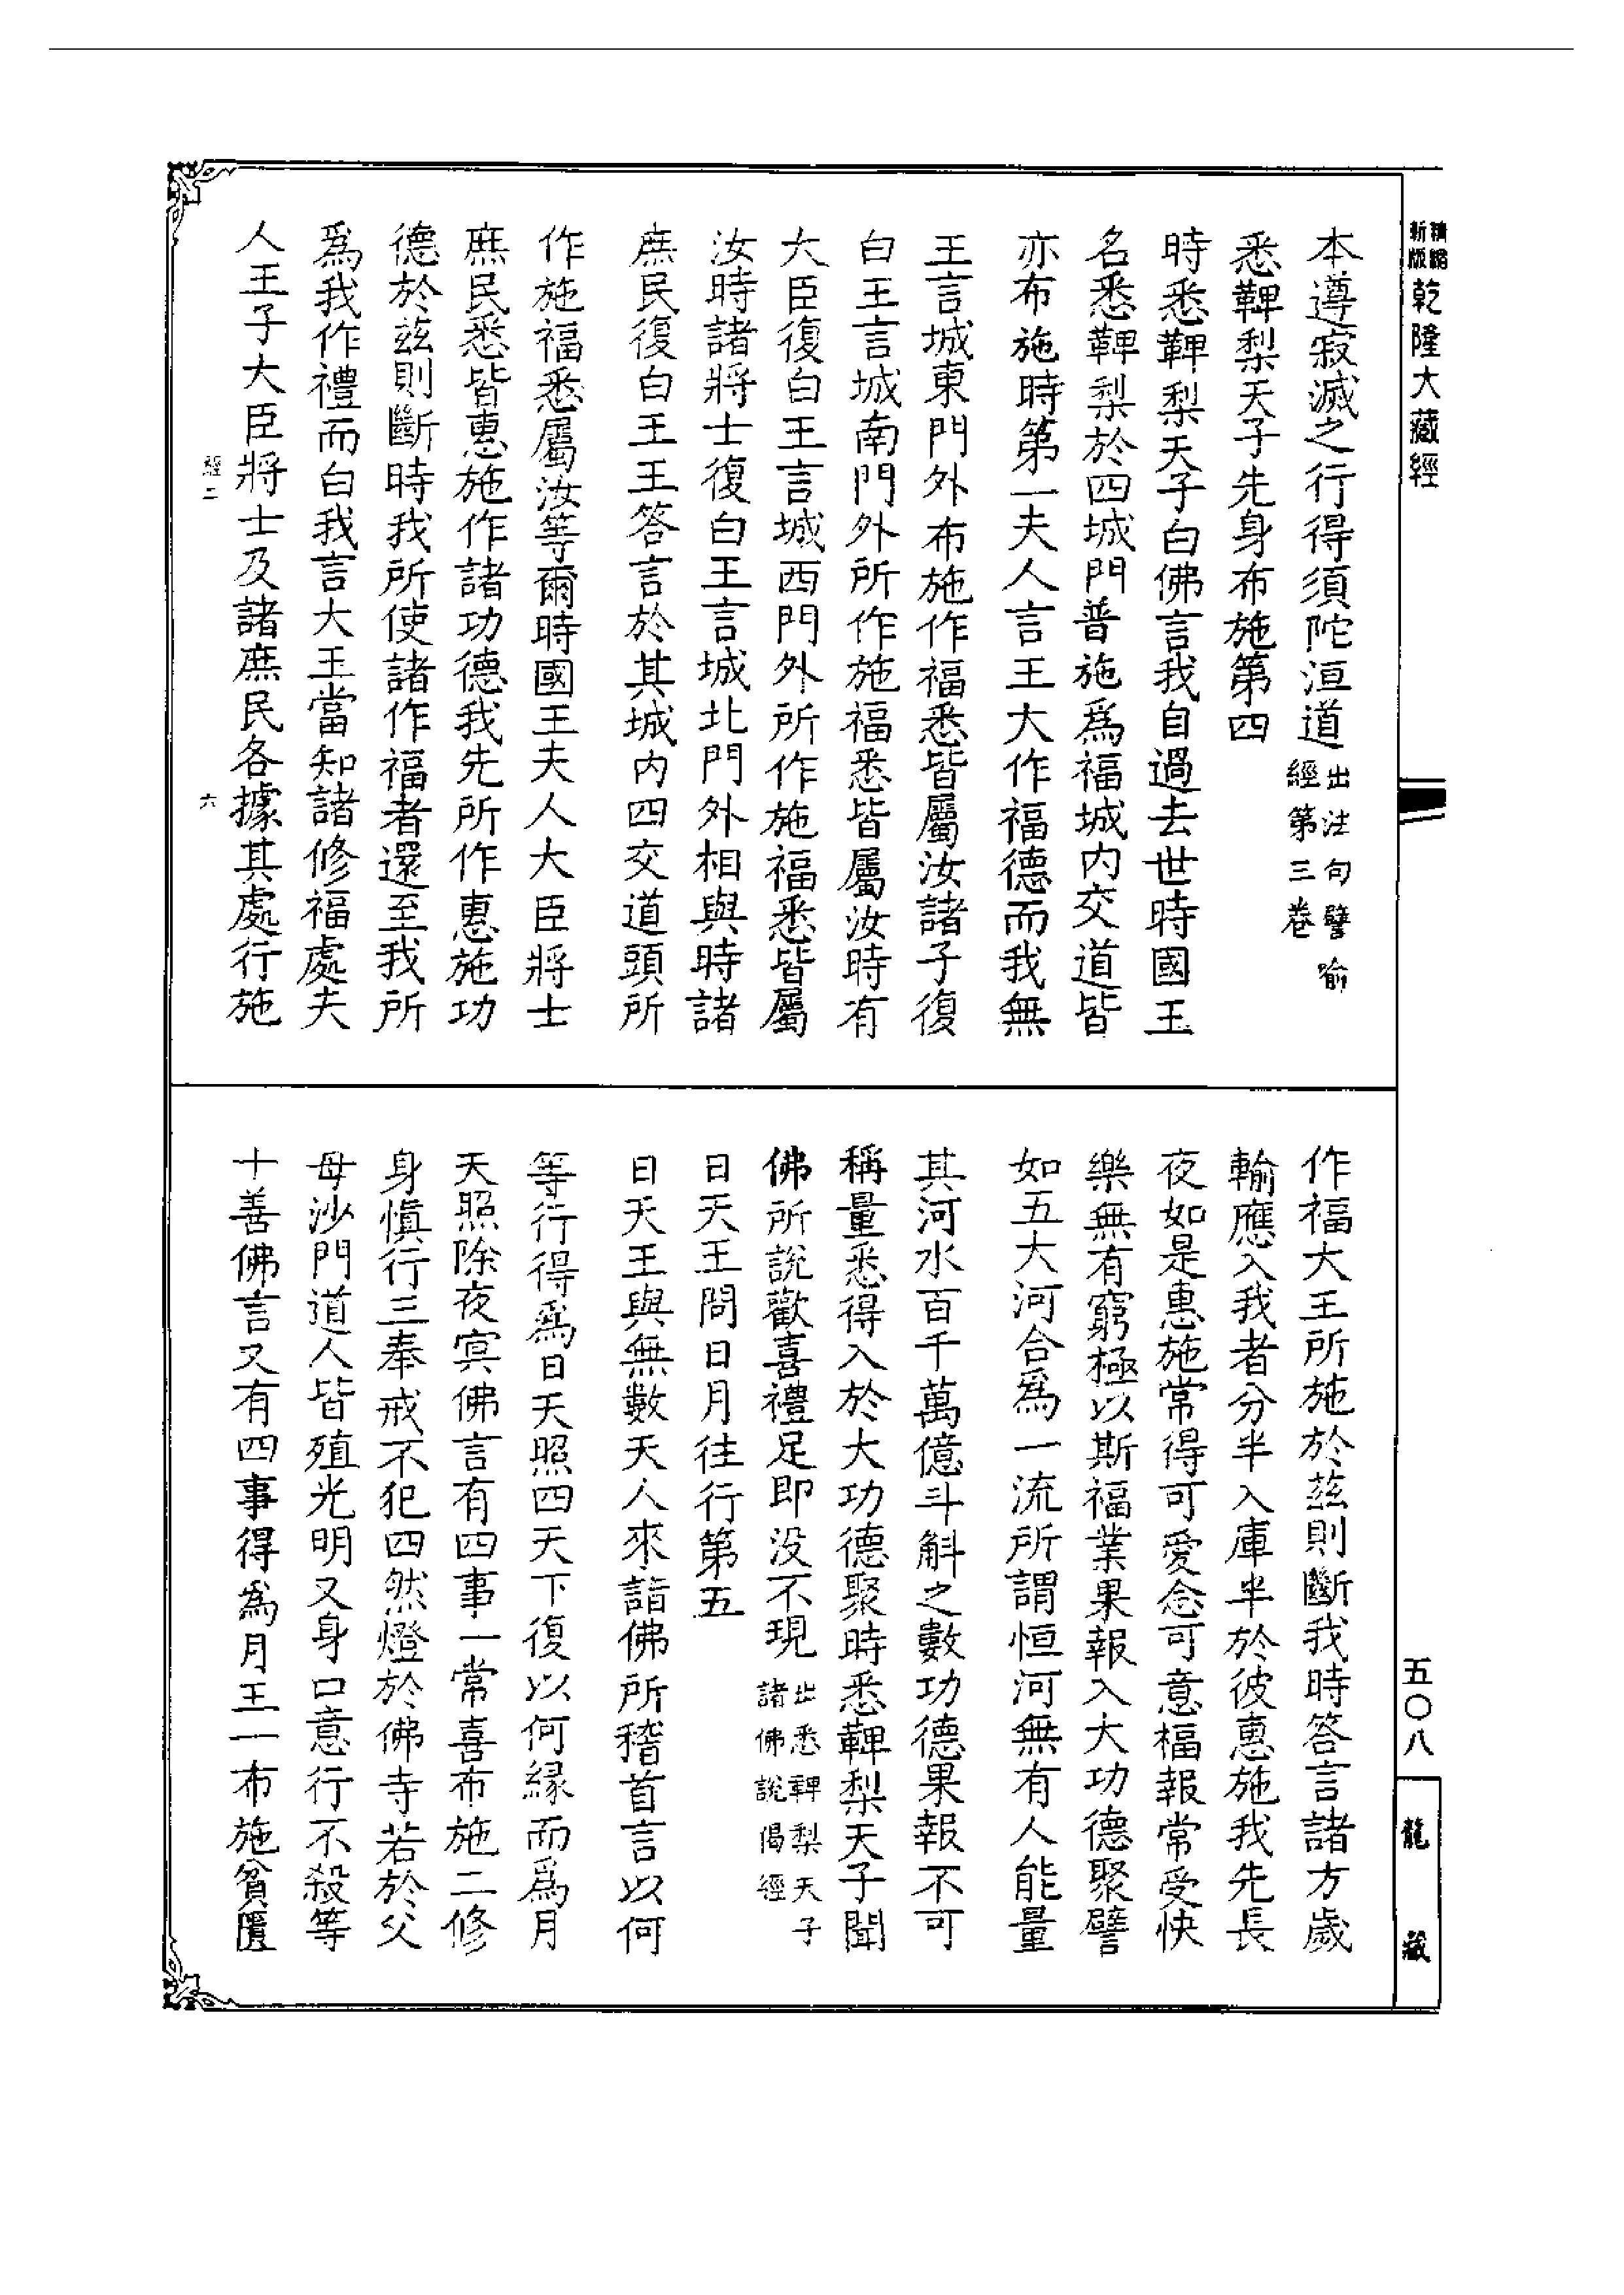 精縮新版乾隆大藏經
本遵寂滅之行得須陀洹道出法句譬喻經第三卷
悉鞞梨天子先身布施第四
時悉鞞梨天子白佛言我自過去世時國王
名悉鞞梨於四城門普施爲福城內交道皆
亦布施時第一夫人言王大作福德而我無
王言城東門外布施作福悉皆屬汝諸子復
白王言城南門外所作施福悉皆屬汝時有
大臣復白王言城西門外所作施福悉皆屬
汝時諸將士復白王言城北門外相與時諸
庶民復白王王答言於其城内四交道頭所
作施福悉屬汝等爾時國王夫人大臣將士
庶民悉皆惠施作諸功德我先所作惠施功
德於茲則斷時我所使諸作福者還至我所
爲我作禮而白我言大王當知諸修福處夫
人王子大臣將士及諸庶民各據其處行施
經二 六
作福大王所施於茲則斷我時答言諸方歲
輸應入我者分半入庫半於彼惠施我先長
夜如是惠施常得可愛念可意福報常受快
樂無有窮極以斯福業果報入大功德聚譬
如五大河合爲一流所謂恒河無有人能量
其河水百千萬億斗斛之數功德果報不可
稱量悉得入於大功德聚時悉鞞梨天子聞
佛所說歡喜禮足即没不現出悉鞞梨天子諸佛說偈經
日天王問日月往行第五
日天王與無數天人來詣佛所稽首言以何
等行得爲日天照四天下復以何緣而爲月
天照除夜冥佛言有四事一常喜布施二修
身愼行三奉戒不犯四然燈於佛寺若於父
母沙門道人皆殖光明又身口意行不殺等
十善佛言又有四事得爲月王一布施貧匱
五〇八
龍藏